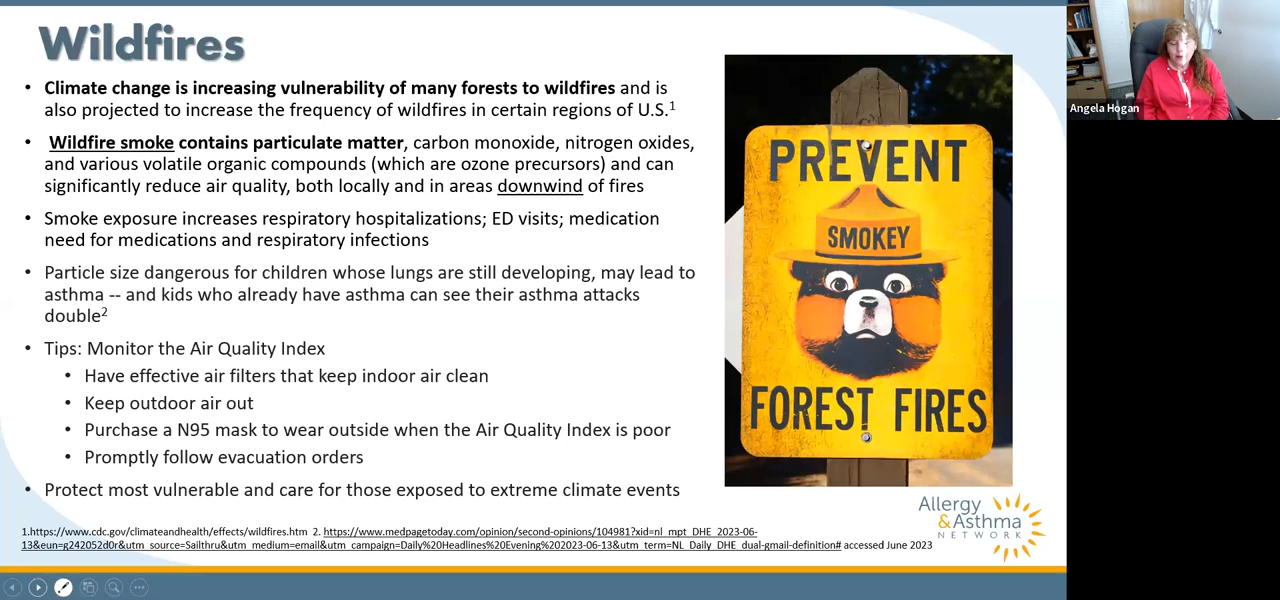 Wildfires
• Climate change is increasing vulnerability of many forests to wildfires and is
also projected to increase the frequency of wildfires in certain regions of U.S.1
• Wildfire smoke contains particulate matter, carbon monoxide, nitrogen oxides,
and various volatile organic compounds (which are ozone precursors) and can
significantly reduce air quality, both locally and in areas downwind of fires
• Smoke exposure increases respiratory hospitalizations; ED visits; medication
need for medications and respiratory infections
• Particle size dangerous for children whose lungs are still developing, may lead to
asthma -- and kids who already have asthma can see their asthma attacks
double2
• Tips: Monitor the Air Quality Index
• Have effective air filters that keep indoor air clean
• Keep outdoor air out
• Purchase a N95 mask to wear outside when the Air Quality Index is poor
• Promptly follow evacuation orders
• Protect most vulnerable and care for those exposed to extreme climate events
1.https://www.cdc.gov/climateandhealth/effects/wildfires.htm 2. https://www.medpagetoday.com/opinion/second-opinions/104981?xid=nl_mpt_DHE_2023-06-
13&eun=g242052d0r&utm_source=Sailthru&utm_medium=email&utm_campaign=Daily%20Headlines%20Evening%202023-06-13&utm_term=NL_Daily_DHE_dual-gmail-definition# accessed June 2023
PREVENT
SMOKEY
FOREST FIRES
Allergy
& Asthma
NETWORK
Angela Hogan